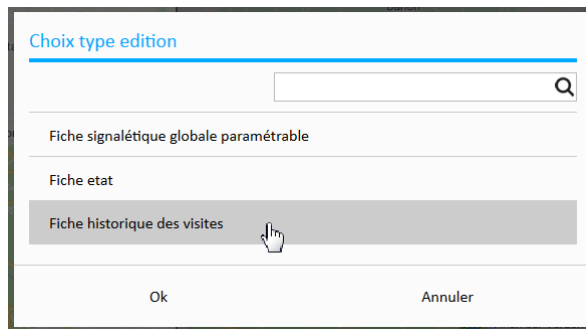 Choix type edition
Fiche signalétique globale paramétrable
Fiche etat
Fiche historique des visites
Ok
Annuler